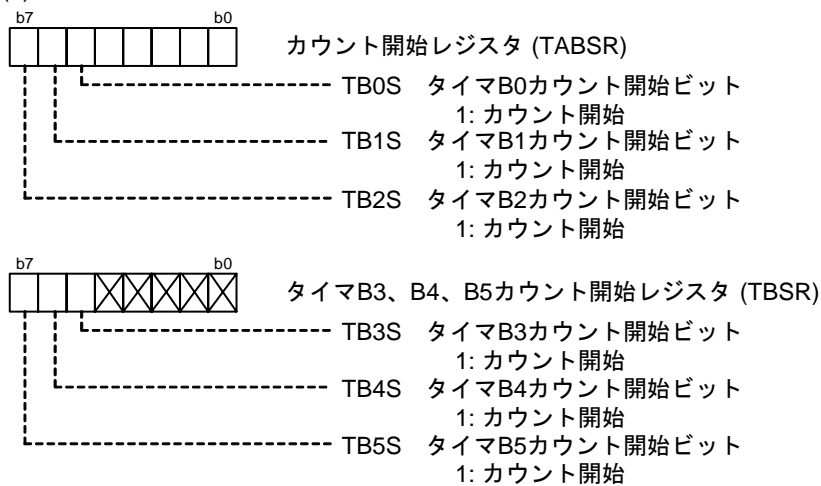 b7 b0
カウント開始レジスタ (TABSR)
TB0S タイマB0カウント開始ビット
1: カウント開始
TB1S タイマB1カウント開始ビット
1: カウント開始
TB2S タイマB2カウント開始ビット
1: カウント開始
b7 b0
タイマB3、B4、B5カウント開始レジスタ (TBSR)
TB3S タイマB3カウント開始ビット
1: カウント開始
TB4S タイマB4カウント開始ビット
1: カウント開始
TB5S タイマB5カウント開始ビット
1: カウント開始